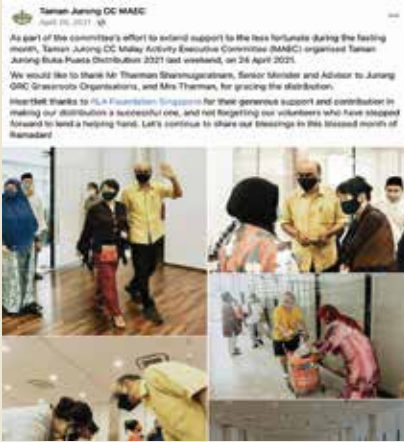 Taman Jurong CC MAEC
April 26, 2021
As part of the committee's effort to extend support to the less fortunate during the fasting
month, Taman Jurong CC Malay Activity Executive Committee (MAEC) organised Taman
Jurong Buka Puasa Distribution 2021 last weekend, on 24 April 2021.
We would like to thank Mr Tharman Shanmugaratnam, Senior Minister and Advisor to Jurong
GRC Grassroots Organisations, and Mrs Tharman, for gracing the distribution.
Heartfelt thanks to Foundation Singapore for their generous support and contribution in
making our distribution a successful one, and not forgetting our volunteers who have stepped
forward to lend a helping hand. Let's continue to share our blessings in this blessed month of
Ramadan!